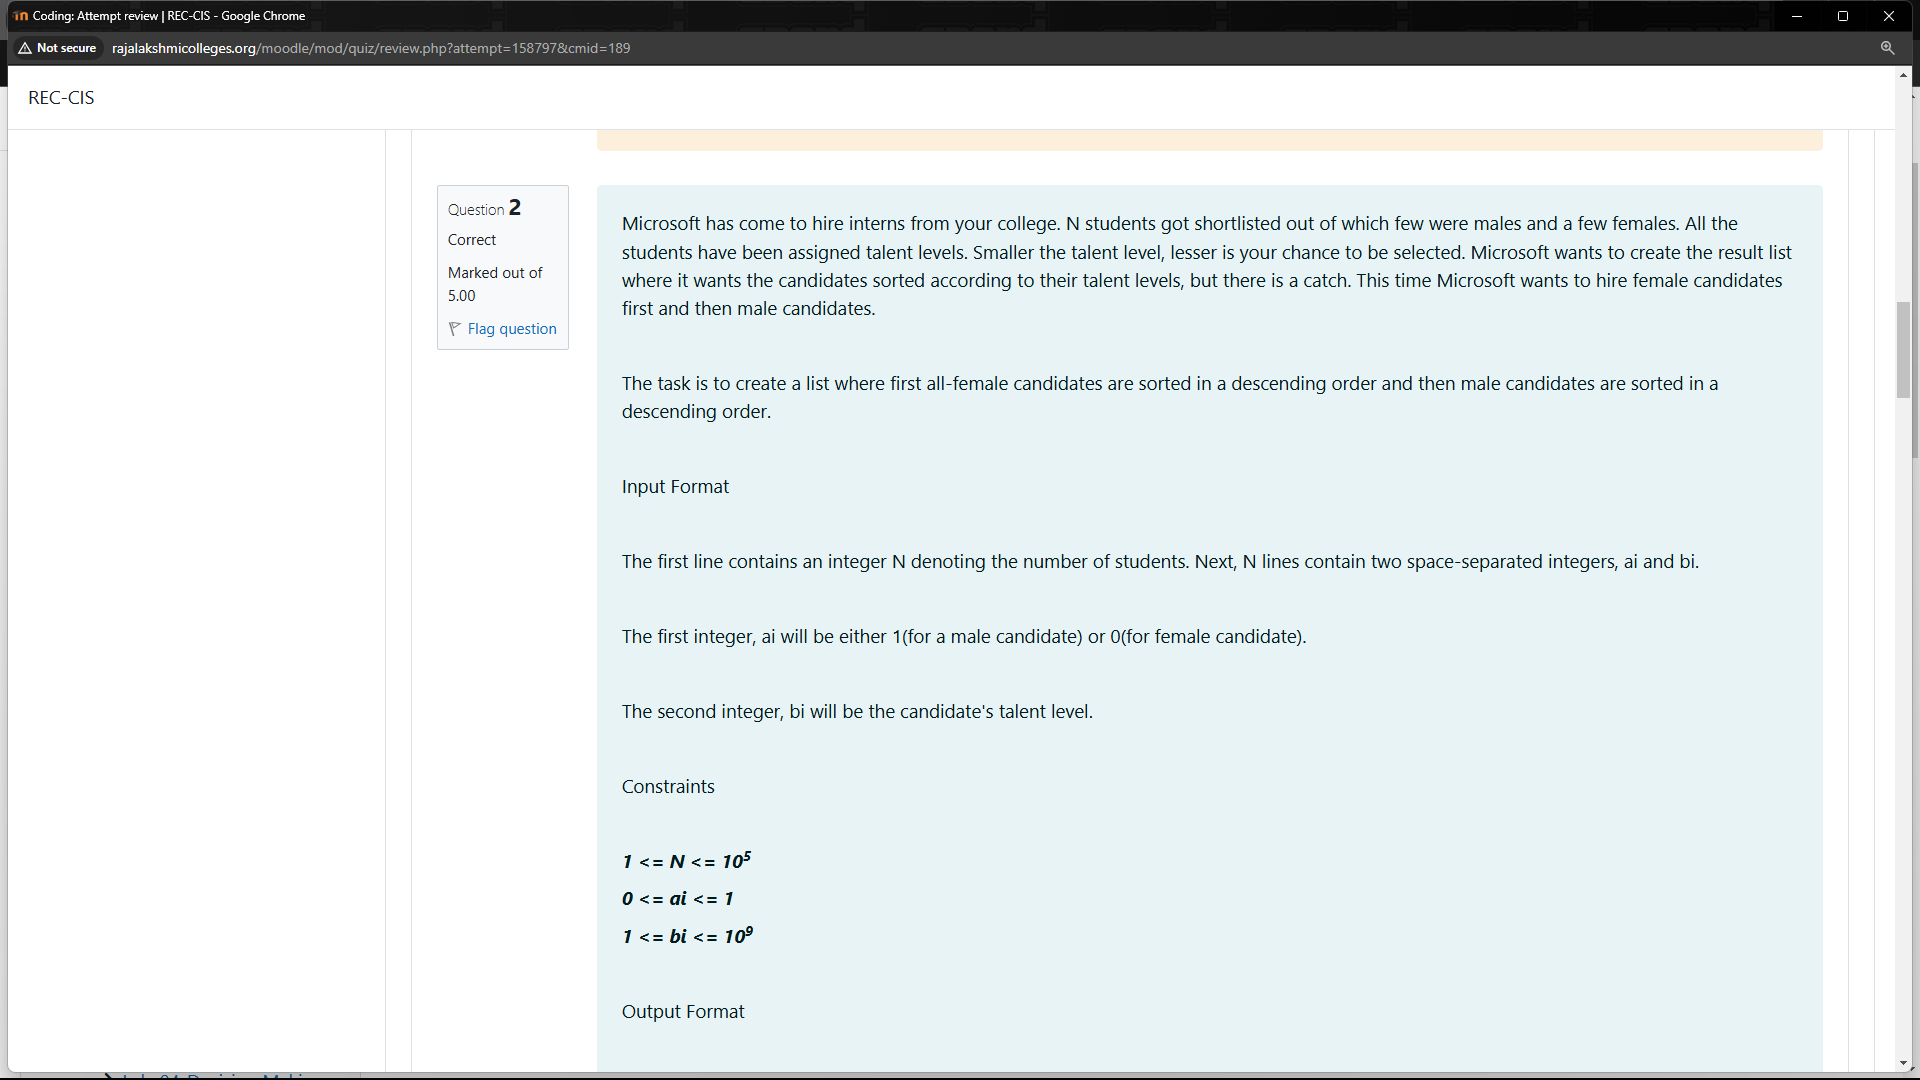 Coding: Attempt review | REC-CIS - Google Chrome
Not secure rajalakshmicolleges.org/moodle/mod/quiz/review.php?attempt=158797&cmid=189
REC-CIS
Question 2
Correct
Marked out of
5.00
Flag question
Microsoft has come to hire interns from your college. N students got shortlisted out of which few were males and a few females. All the
students have been assigned talent levels. Smaller the talent level, lesser is your chance to be selected. Microsoft wants to create the result list
where it wants the candidates sorted according to their talent levels, but there is a catch. This time Microsoft wants to hire female candidates
first and then male candidates.
The task is to create a list where first all-female candidates are sorted in a descending order and then male candidates are sorted in a
descending order.
Input Format
The first line contains an integer N denoting the number of students. Next, N lines contain two space-separated integers, ai and bi.
The first integer, ai will be either 1(for a male candidate) or 0(for female candidate).
The second integer, bi will be the candidate's talent level.
Constraints
1 <= N <= 10⁵
0 <= ai <= 1
1 <= bi <= 10⁹
Output Format